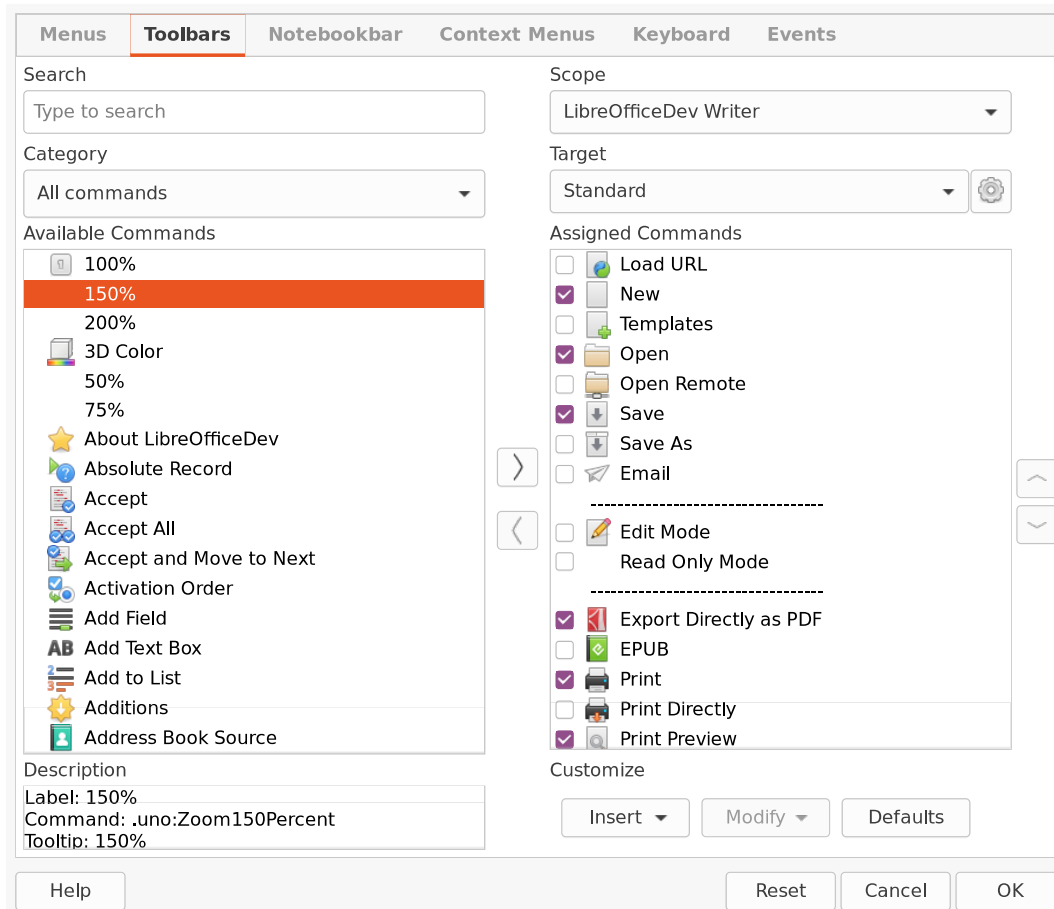 Menus Toolbars Notebookbar Context Menus Keyboard Events
Search
Type to search
Category
All commands
Available Commands
100%
150%
200%
3D Color
50%
75%
About LibreOfficeDev
Absolute Record
Accept
Accept All
Accept and Move to Next
Activation Order
Add Field
AB Add Text Box
Add to List
Additions
Address Book Source
Description
Label: 150%
Command: .uno:Zoom150Percent
Tooltip: 150%
Scope
LibreOfficeDev Writer
Target
Standard
Assigned Commands
Load URL
New
Templates
Open
Open Remote
Save
Save As
Email
--------------------------------
Edit Mode
Read Only Mode
--------------------------------
Export Directly as PDF
EPUB
Print
Print Directly
Print Preview
Customize
Insert Modify Defaults
Help Reset Cancel OK